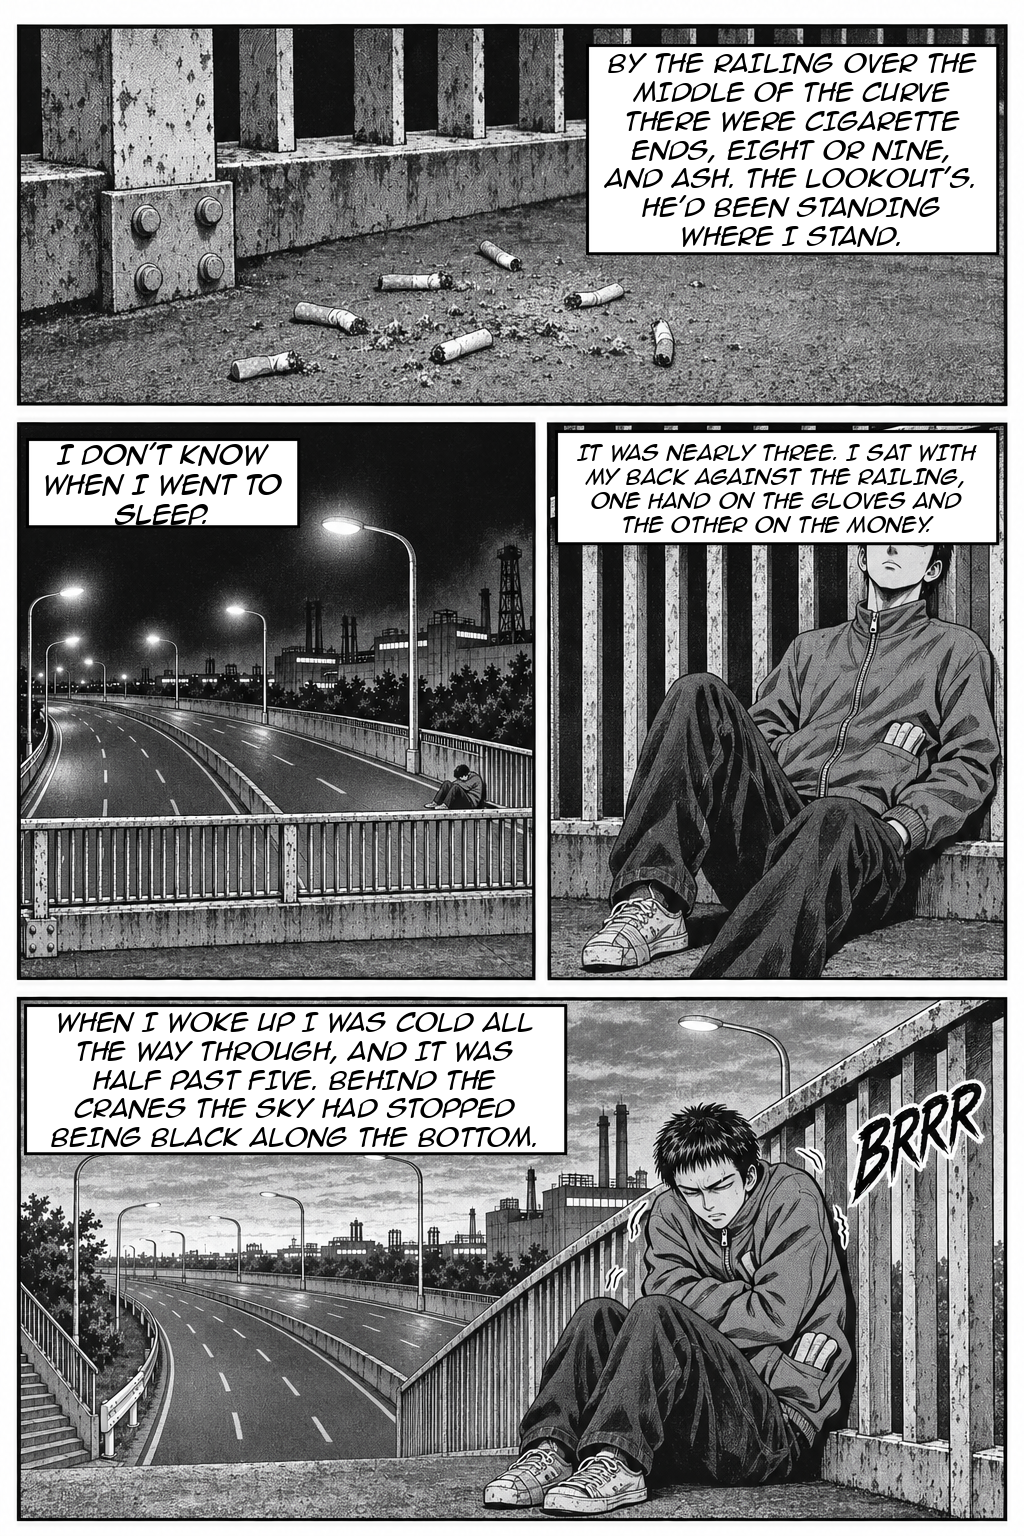 BY THE RAILING OVER THE
MIDDLE OF THE CURVE
THERE WERE CIGARETTE
ENDS, EIGHT OR NINE,
AND ASH. THE LOOKOUT'S.
HE'D BEEN STANDING
WHERE I STAND.
I DON'T KNOW
WHEN I WENT TO
SLEEP.
IT WAS NEARLY THREE. I SAT WITH
MY BACK AGAINST THE RAILING,
ONE HAND ON THE GLOVES AND
THE OTHER ON THE MONEY.
WHEN I WOKE UP I WAS COLD ALL
THE WAY THROUGH, AND IT WAS
HALF PAST FIVE. BEHIND THE
CRANES THE SKY HAD STOPPED
BEING BLACK ALONG THE BOTTOM.
BRRR